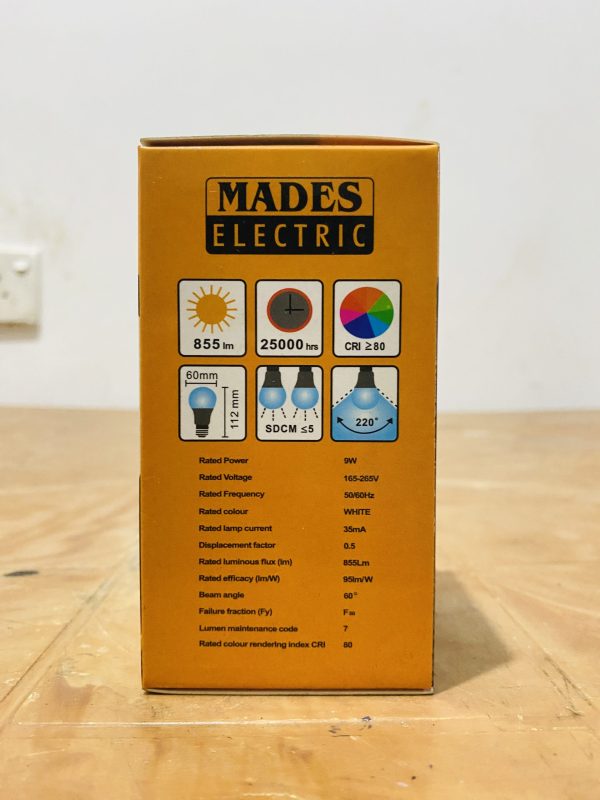 MADES
ELECTRIC
855 lm
25000 hrs
CRI ≥ 80
60mm
112 mm
SDCM ≤5
220°
Rated Power 9W
Rated Voltage 165-265V
Rated Frequency 50/60Hz
Rated colour WHITE
Rated lamp current 35mA
Displacement factor 0.5
Rated luminous flux (lm) 855Lm
Rated efficacy (lm/W) 95lm/W
Beam angle 60°
Failure fraction (Fy)
Lumen maintenance code 7
Rated colour rendering index CRI 80